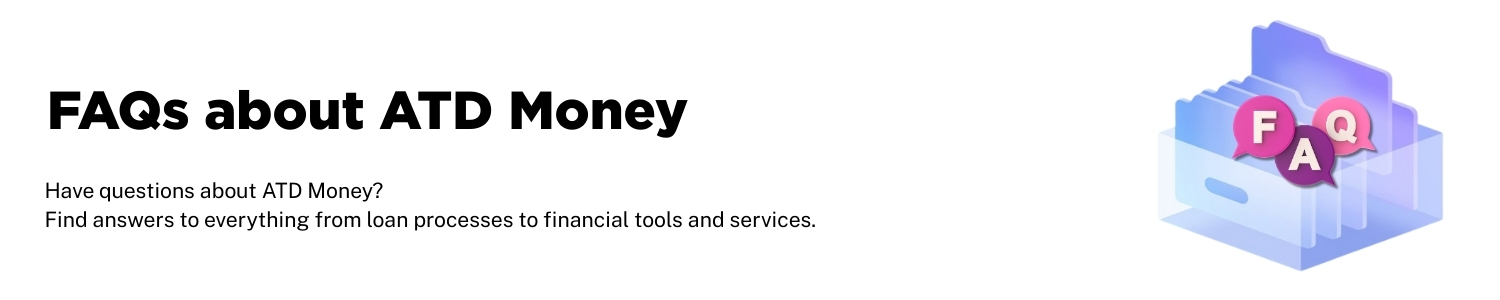 FAQs about ATD Money
Have questions about ATD Money?
Find answers to everything from loan processes to financial tools and services.
F
A
Q